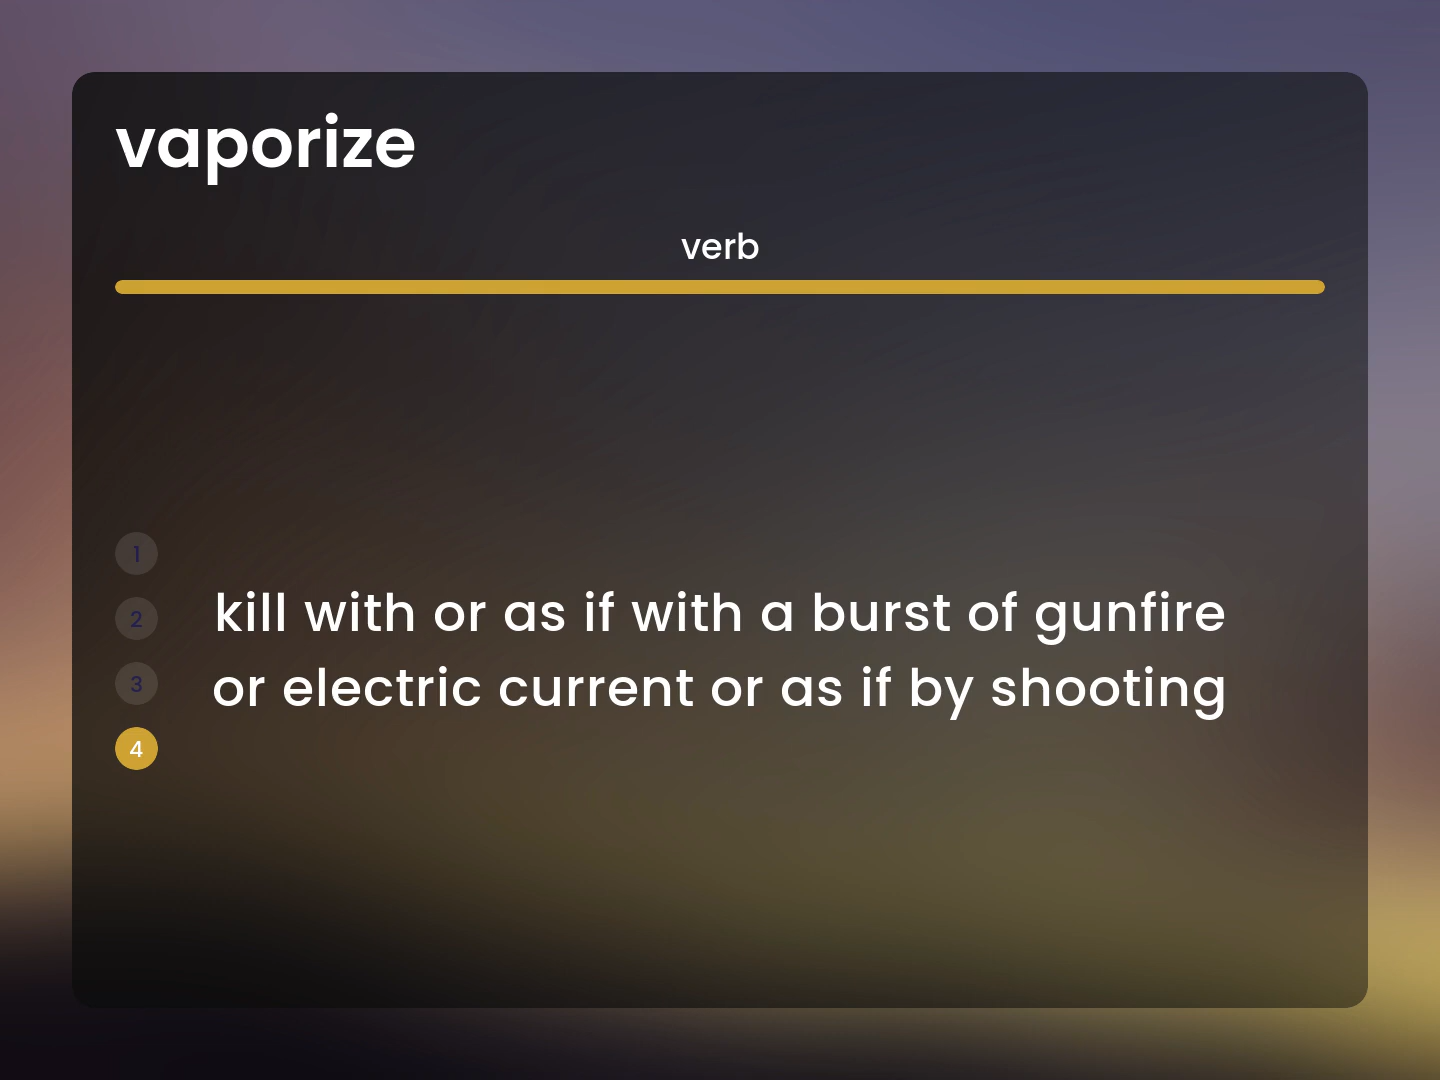 vaporize
verb
1
2
3
4
kill with or as if with a burst of gunfire
or electric current or as if by shooting